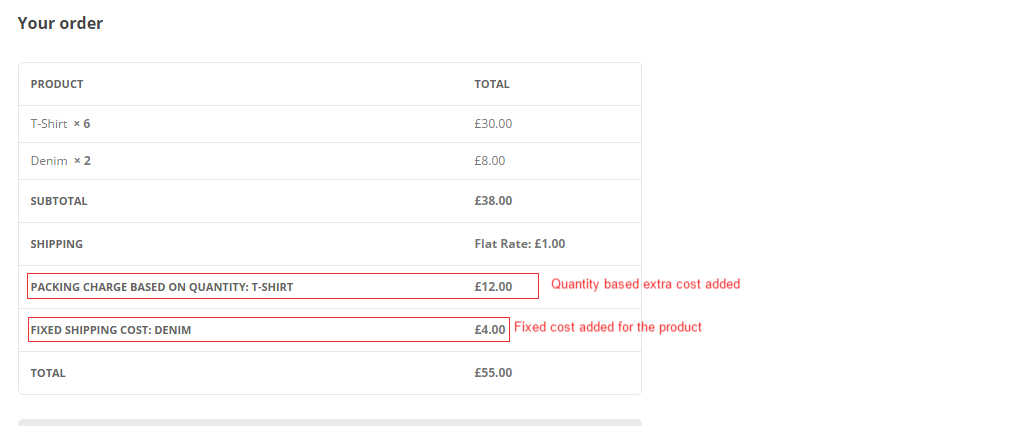 Your order
PRODUCT TOTAL
T-Shirt × 6 £30.00
Denim × 2 £8.00
SUBTOTAL £38.00
SHIPPING Flat Rate: £1.00
PACKING CHARGE BASED ON QUANTITY: T-SHIRT £12.00 Quantity based extra cost added
FIXED SHIPPING COST: DENIM £4.00 Fixed cost added for the product
TOTAL £55.00